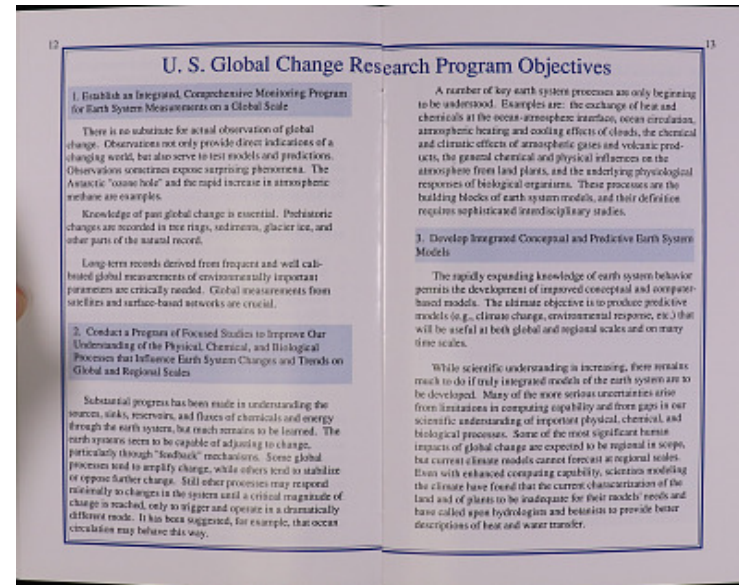 12
13
U. S. Global Change Research Program Objectives
1. Establish an Integrated, Comprehensive Monitoring Program
for Earth System Measurements on a Global Scale
There is no substitute for actual observation of global
change. Observations not only provide direct indications of a
changing world, but also serve to test models and predictions.
Observations sometimes expose surprising phenomena. The
Antarctic "ozone hole" and the rapid increase in atmospheric
methane are examples.
Knowledge of past global change is essential. Prehistoric
changes are recorded in tree rings, sediments, glacier ice, and
other parts of the natural record.
Long-term records derived from frequent and well cali-
brated global measurements of environmentally important
parameters are critically needed. Global measurements from
satellites and surface-based networks are crucial.
2. Conduct a Program of Focused Studies to Improve Our
Understanding of the Physical, Chemical, and Biological
Processes that Influence Earth System Changes and Trends on
Global and Regional Scales
Substantial progress has been made in understanding the
sources, sinks, reservoirs, and fluxes of chemicals and energy
through the earth system, but much remains to be learned. The
earth systems seem to be capable of adjusting to change,
particularly through "feedback" mechanisms. Some global
processes tend to amplify change, while others tend to stabilize
or oppose further change. Still other processes may respond
minimally to changes in the system until a critical magnitude of
change is reached, only to trigger and operate in a dramatically
different mode. It has been suggested, for example, that ocean
circulation may behave this way.
A number of key earth system processes are only beginning
to be understood. Examples are: the exchange of heat and
chemicals at the ocean-atmosphere interface, ocean circulation,
atmospheric heating and cooling effects of clouds, the chemical
and climatic effects of atmospheric gases and volcanic prod-
ucts, the general chemical and physical influences on the
atmosphere from land plants, and the underlying physiological
responses of biological organisms. These processes are the
building blocks of earth system models, and their definition
requires sophisticated interdisciplinary studies.
3. Develop Integrated Conceptual and Predictive Earth System
Models
The rapidly expanding knowledge of earth system behavior
permits the development of improved conceptual and computer-
based models. The ultimate objective is to produce predictive
models (e.g., climate change, environmental response, etc.) that
will be useful at both global and regional scales and on many
time scales.
While scientific understanding is increasing, there remains
much to do if truly integrated models of the earth system are to
be developed. Many of the more serious uncertainties arise
from limitations in computing capability and from gaps in our
scientific understanding of important physical, chemical, and
biological processes. Some of the most significant human
impacts of global change are expected to be regional in scope,
but current climate models cannot forecast at regional scales.
Even with enhanced computing capability, scientists modeling
the climate have found that the current characterization of the
land and of plants to be inadequate for their models' needs and
have called upon hydrologists and botanists to provide better
descriptions of heat and water transfer.